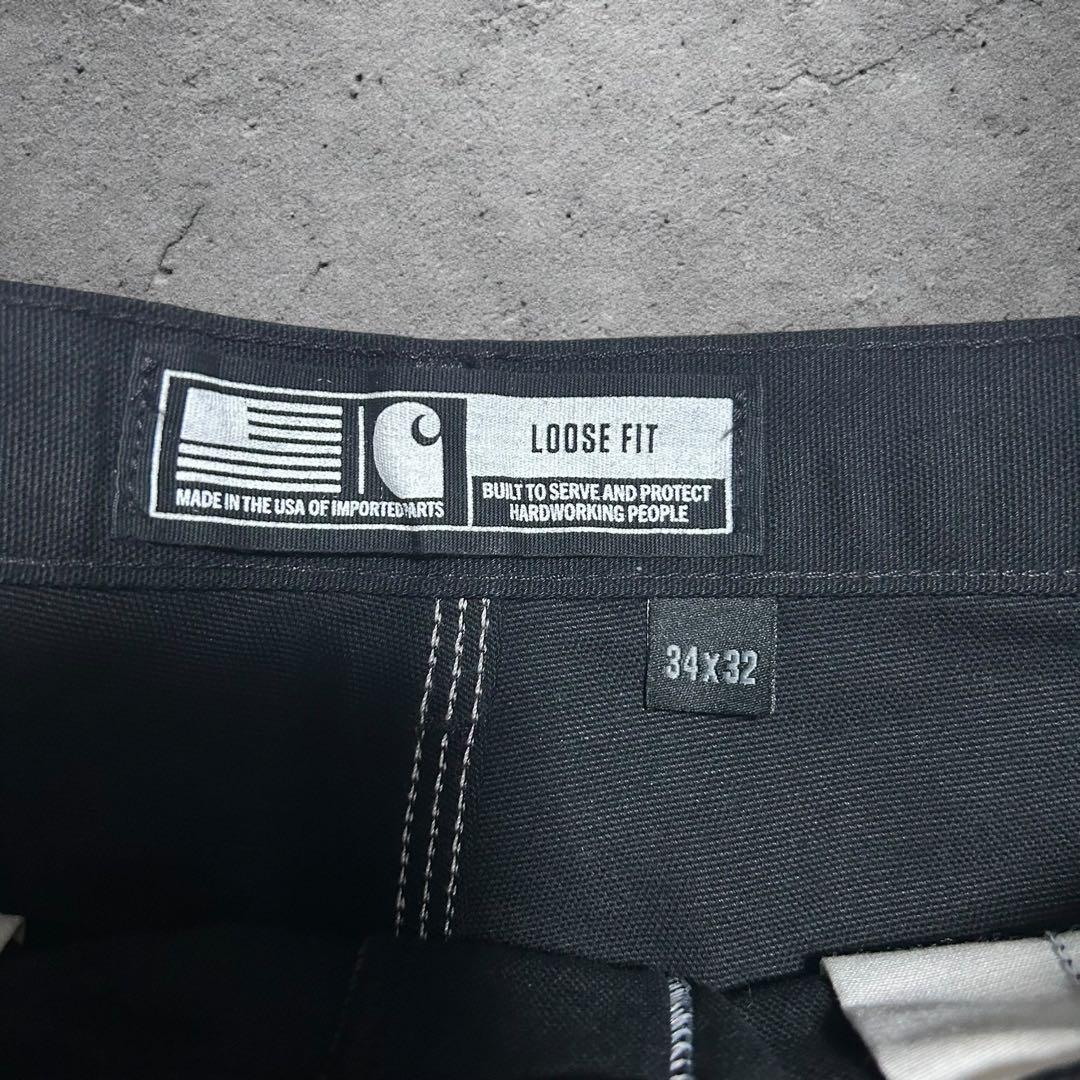 LOOSE FIT
MADE IN THE USA OF IMPORTED PARTS
BUILT TO SERVE AND PROTECT
HARDWORKING PEOPLE
34X32